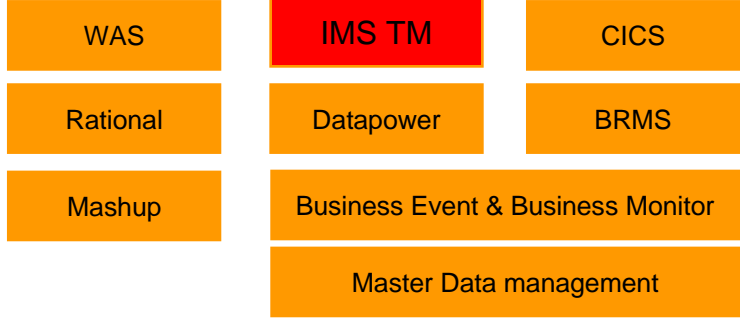 WAS
IMS TM
CICS
Rational
Datapower
BRMS
Mashup
Business Event & Business Monitor
Master Data management